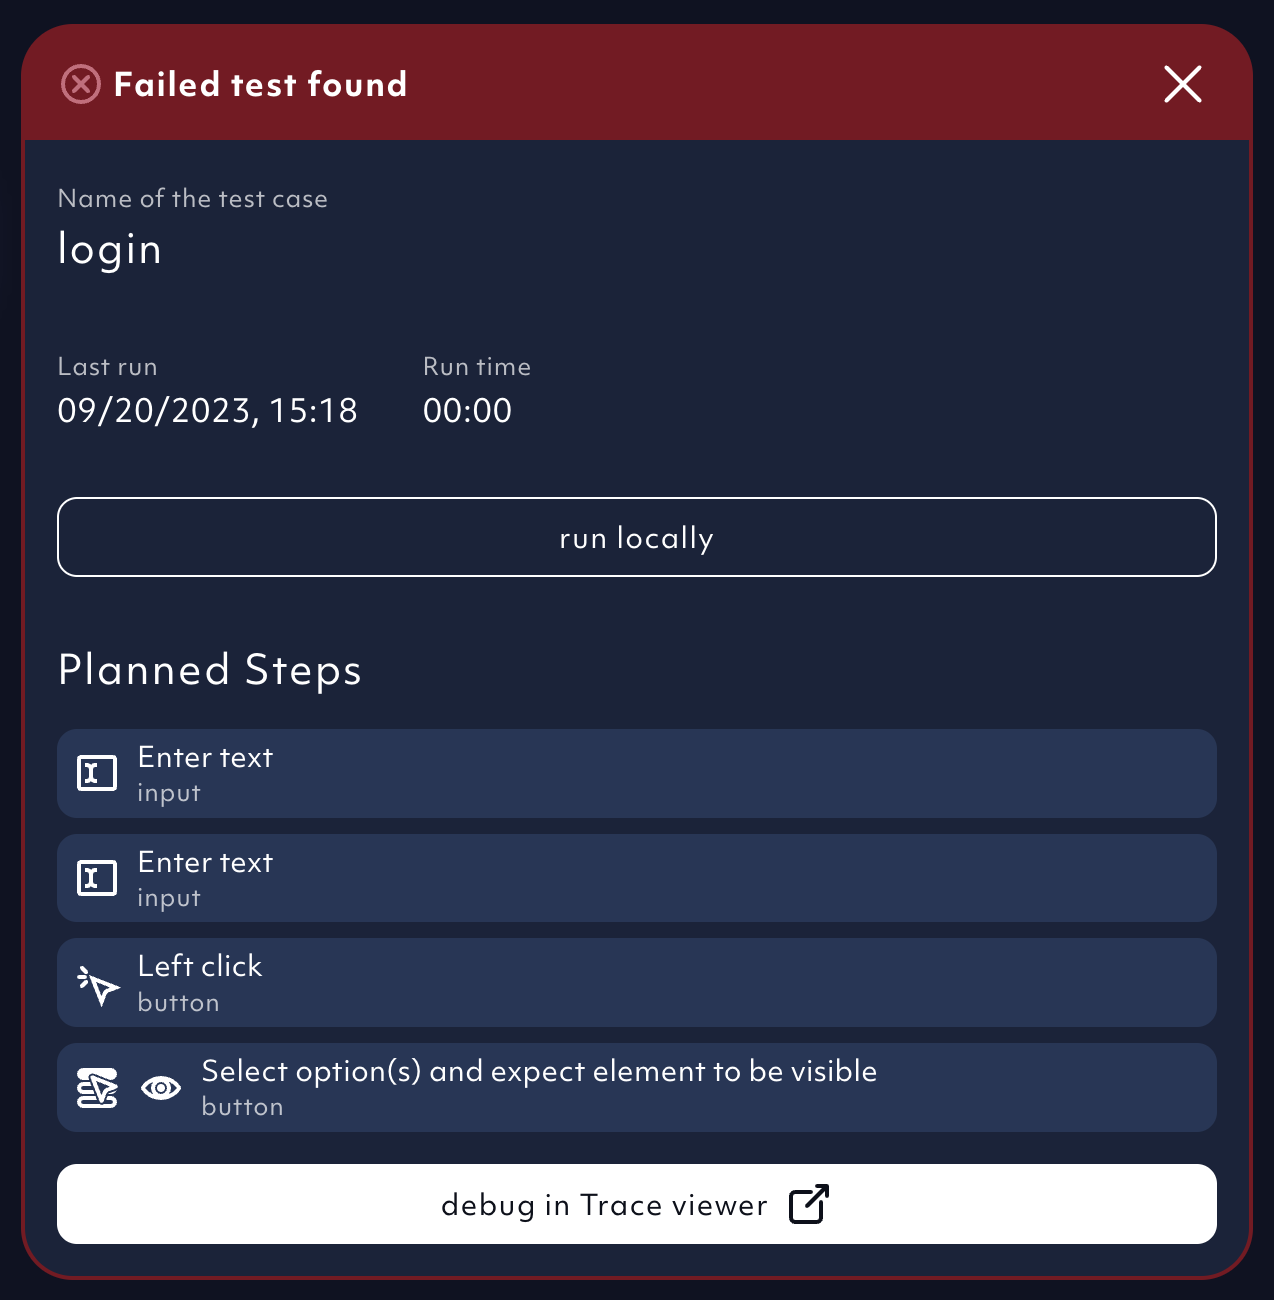 Failed test found
Name of the test case
login
Last run
Run time
09/20/2023, 15:18
00:00
run locally
Planned Steps
Enter text
input
Enter text
input
Left click
button
Select option(s) and expect element to be visible
button
debug in Trace viewer